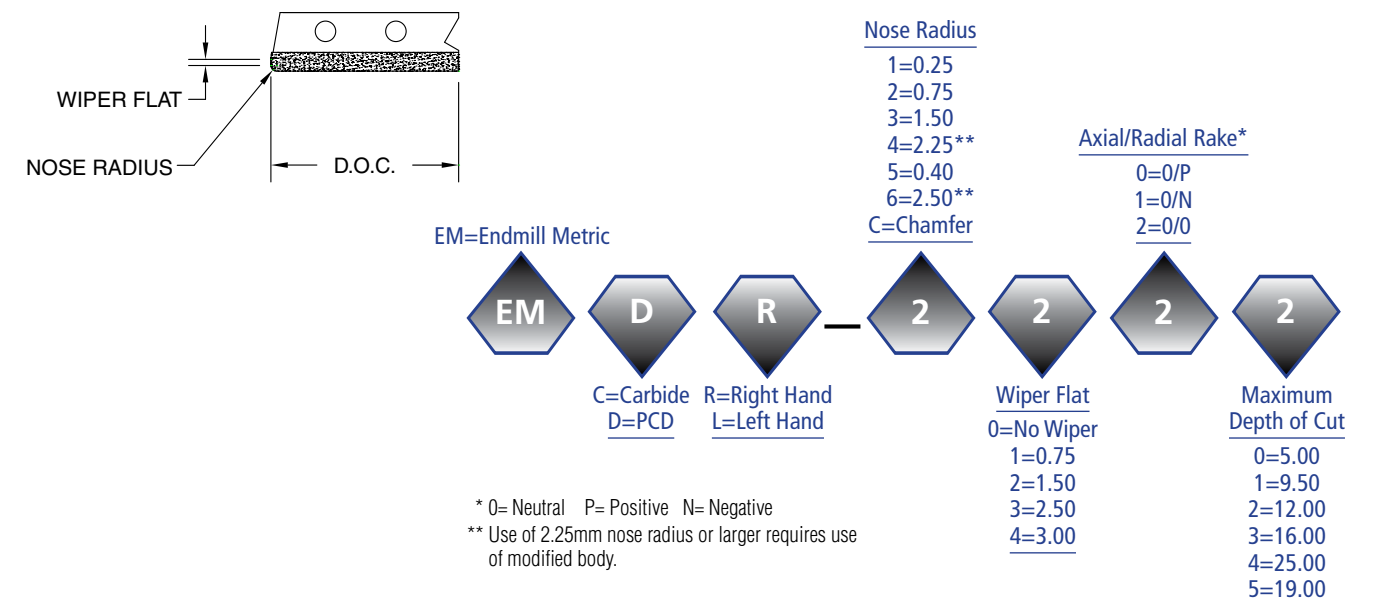 WIPER FLAT
NOSE RADIUS
D.O.C.
Nose Radius
1=0.25
2=0.75
3=1.50
4=2.25**
5=0.40
6=2.50**
C=Chamfer
Axial/Radial Rake*
0=0/P
1=0/N
2=0/0
EM=Endmill Metric
EM D R – 2 2 2 2
C=Carbide
D=PCD
R=Right Hand
L=Left Hand
Wiper Flat
0=No Wiper
1=0.75
2=1.50
3=2.50
4=3.00
Maximum
Depth of Cut
0=5.00
1=9.50
2=12.00
3=16.00
4=25.00
5=19.00
* 0= Neutral P= Positive N= Negative
** Use of 2.25mm nose radius or larger requires use
of modified body.